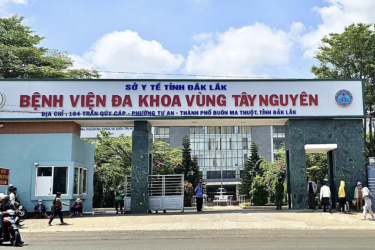 SỞ Y TẾ TỈNH ĐẮK LẮK
BỆNH VIỆN ĐA KHOA VÙNG TÂY NGUYÊN
ĐỊA CHỈ : 104 TRẦN QUÝ CÁP - PHƯỜNG TỰ AN - THÀNH PHỐ BUÔN MA THUỘT, TỈNH ĐẮK LẮK